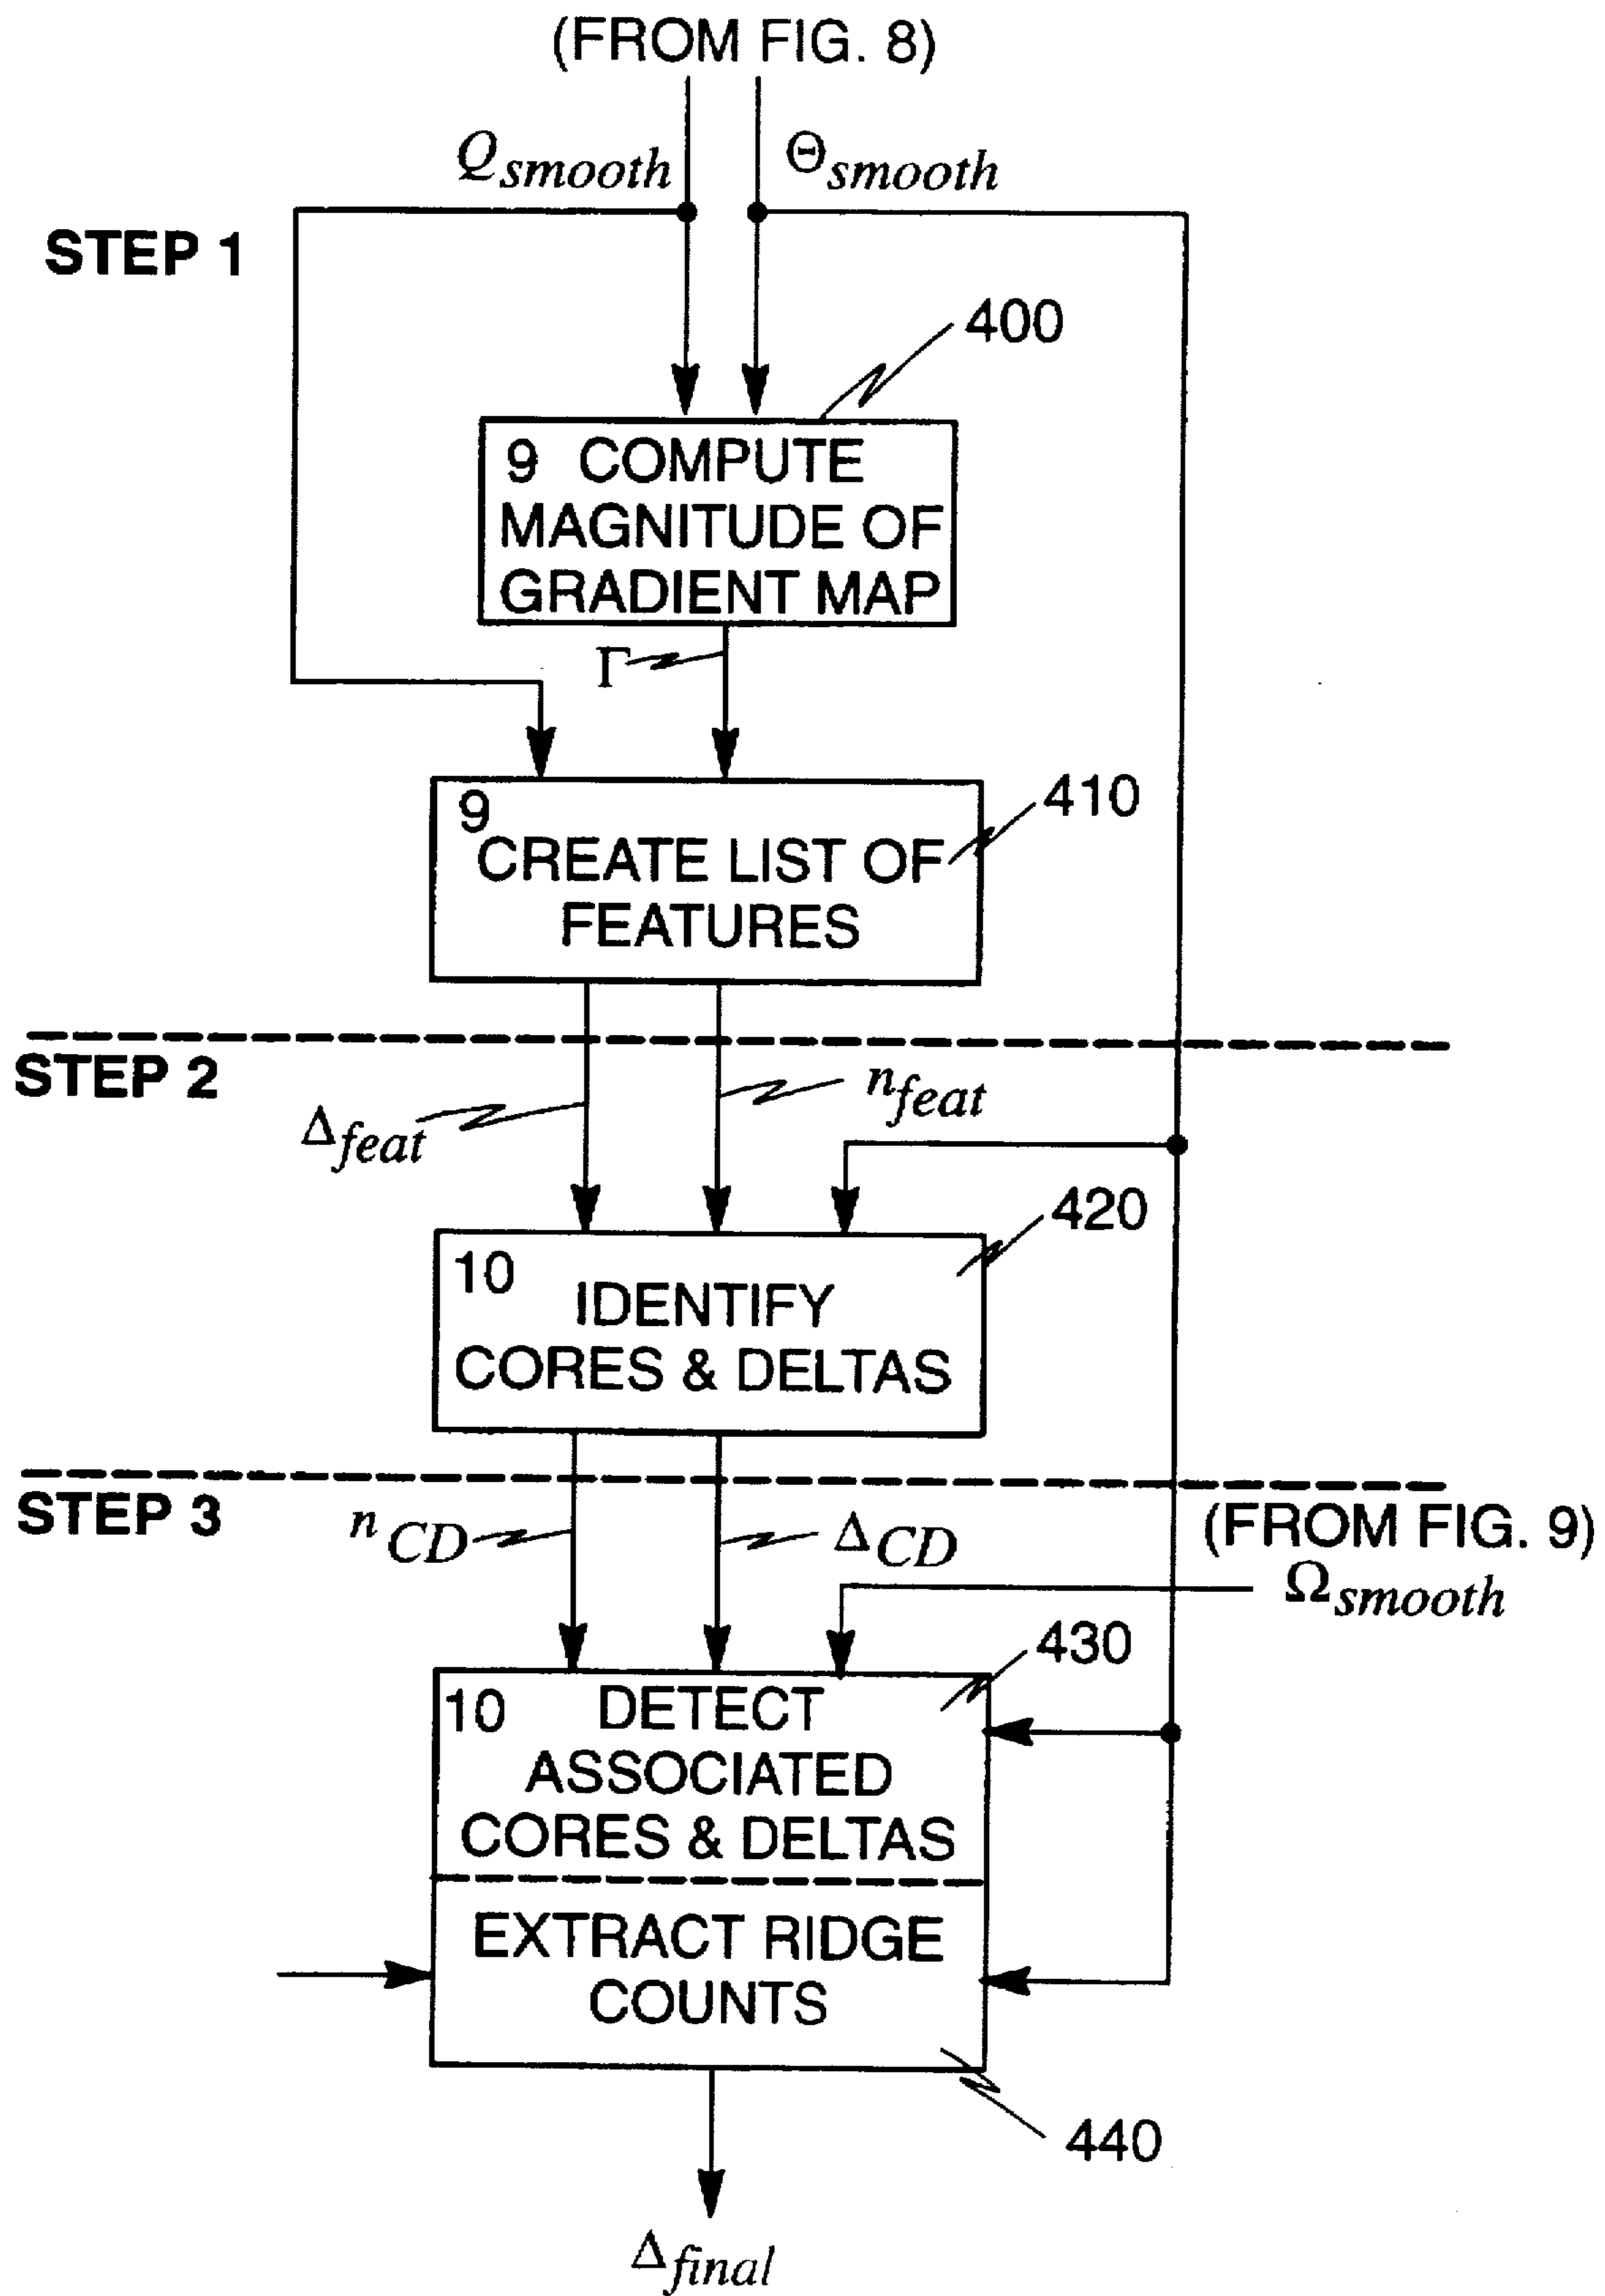 (FROM FIG. 8)
Q smooth
Θ smooth
STEP 1
400
9 COMPUTE
MAGNITUDE OF
GRADIENT MAP
Γ
410
9
CREATE LIST OF
FEATURES
STEP 2
n feat
Δ feat
420
10
IDENTIFY
CORES & DELTAS
STEP 3
n CD
Δ CD
(FROM FIG. 9)
Ω smooth
430
10 DETECT
ASSOCIATED
CORES & DELTAS
EXTRACT RIDGE
COUNTS
440
Δ final